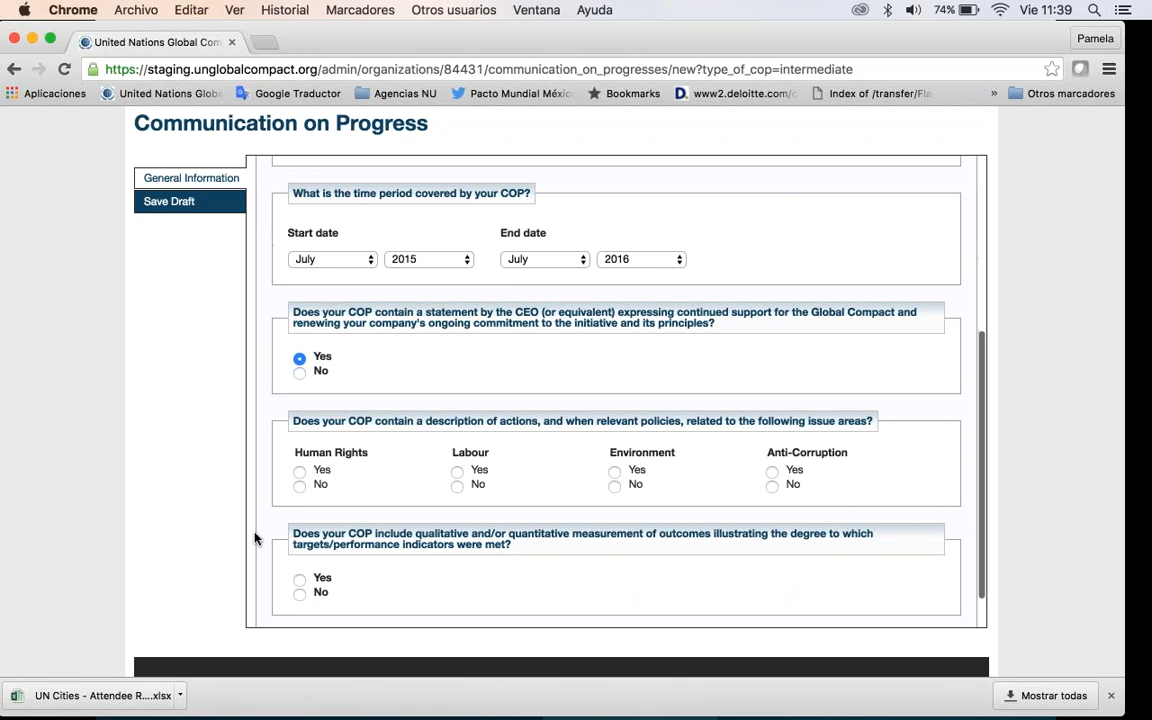 Chrome Archivo Editar Ver Historial Marcadores Otros usuarios Ventana Ayuda 74% Vie 11:39
United Nations Global Com Pamela
https://staging.unglobalcompact.org/admin/organizations/84431/communication_on_progresses/new?type_of_cop=intermediate
Aplicaciones United Nations Globa Google Traductor Agencias NU Pacto Mundial Méxic Bookmarks www2.deloitte.com/c Index of /transfer/Fla » Otros marcadores
Communication on Progress
General Information
Save Draft
What is the time period covered by your COP?
Start date End date
July 2015 July 2016
Does your COP contain a statement by the CEO (or equivalent) expressing continued support for the Global Compact and
renewing your company's ongoing commitment to the initiative and its principles?
Yes
No
Does your COP contain a description of actions, and when relevant policies, related to the following issue areas?
Human Rights Labour Environment Anti-Corruption
Yes Yes Yes Yes
No No No No
Does your COP include qualitative and/or quantitative measurement of outcomes illustrating the degree to which
targets/performance indicators were met?
Yes
No
UN Cities - Attendee R....xlsx Mostrar todas